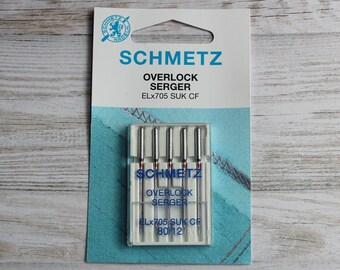 SCHMETZ
OVERLOCK
SERGER
ELx705 SUK CF
SCHMETZ
OVERLOCK
SERGER
ELx705 SUK CF
80/12